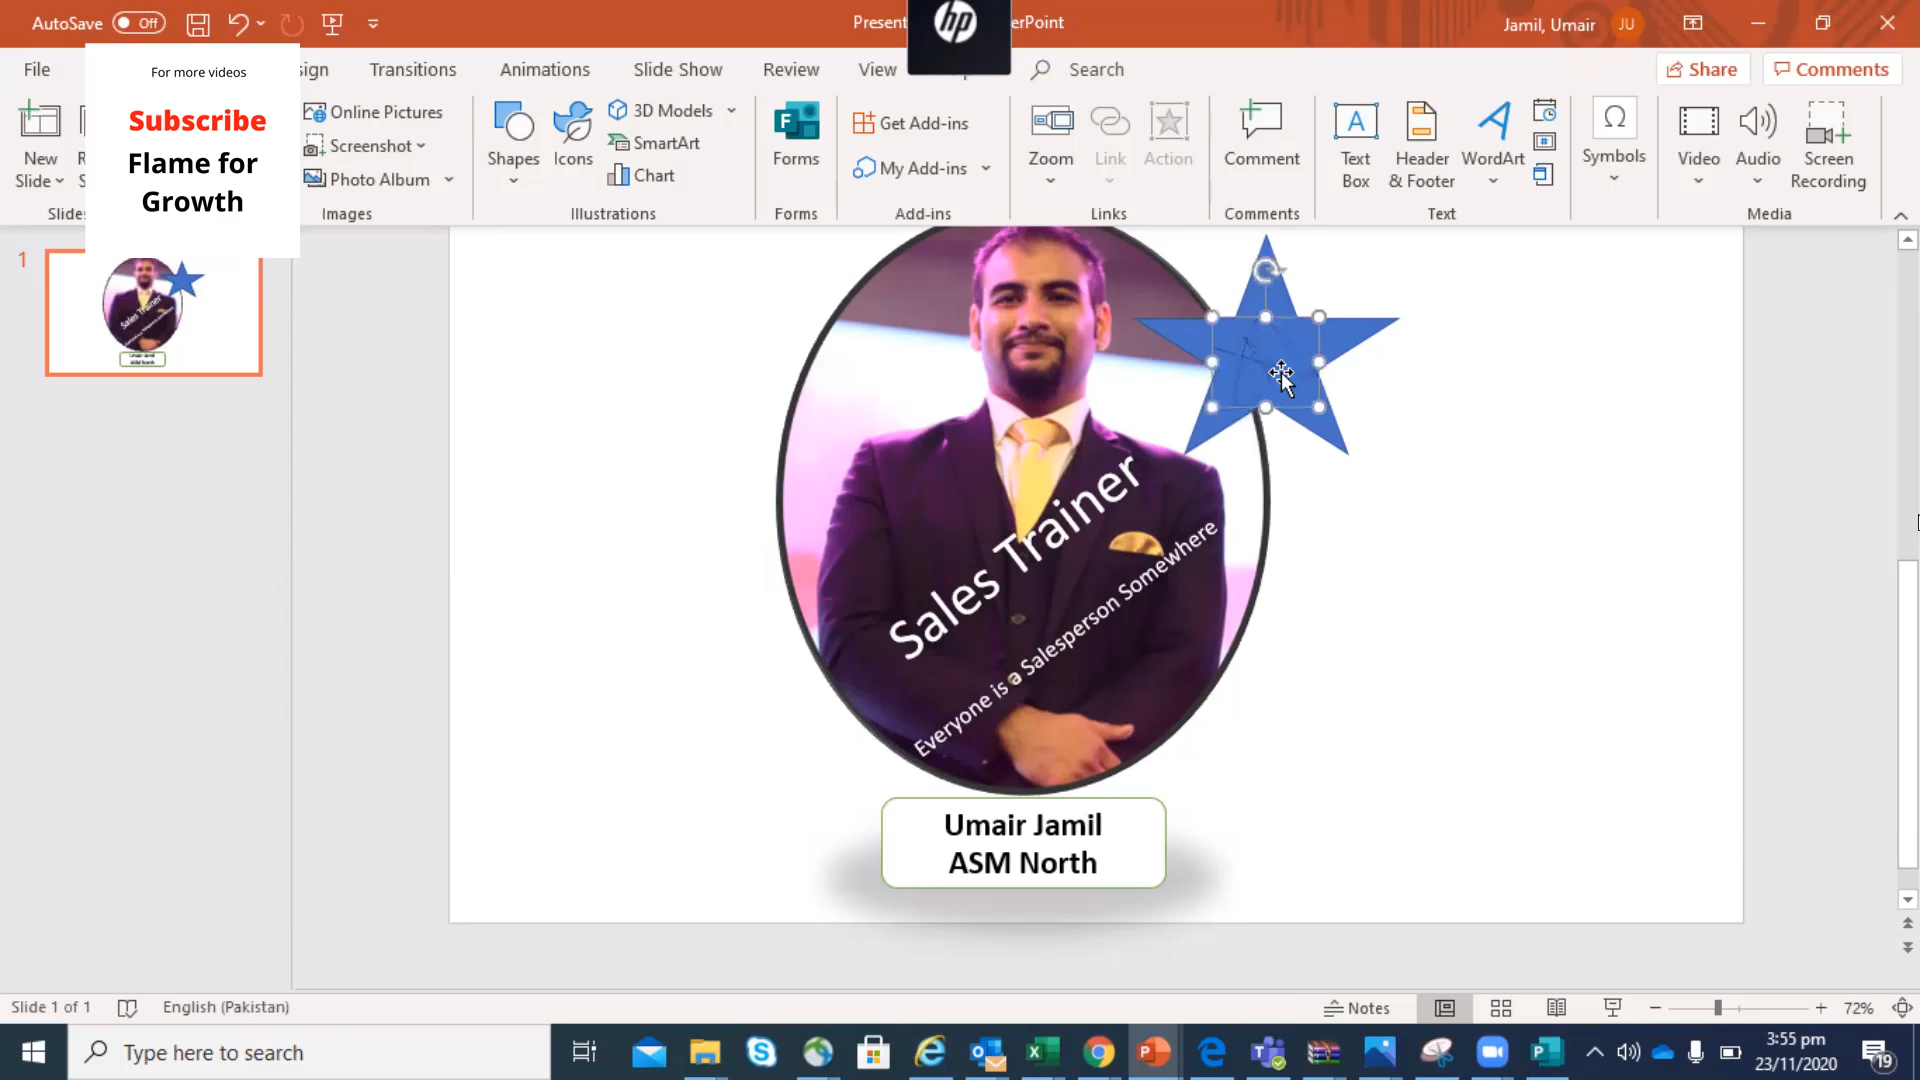 AutoSave Off
Present
erPoint
Jamil, Umair JU
File
sign
Transitions
Animations
Slide Show
Review
View
Search
Share
Comments
For more videos
Subscribe
Flame for
Growth
New
Slide
Slides
Online Pictures
Screenshot
Photo Album
Images
Shapes
Icons
3D Models
SmartArt
Chart
Illustrations
Forms
Forms
Get Add-ins
My Add-ins
Add-ins
Zoom
Link
Action
Links
Comment
Comments
Text
Box
Header
& Footer
WordArt
Text
Symbols
Video
Audio
Screen
Recording
Media
hp
1
Sales Trainer
Everyone is a Salesperson Somewhere
Umair Jamil
ASM North
Slide 1 of 1
English (Pakistan)
Notes
72%
Type here to search
3:55 pm
23/11/2020
19